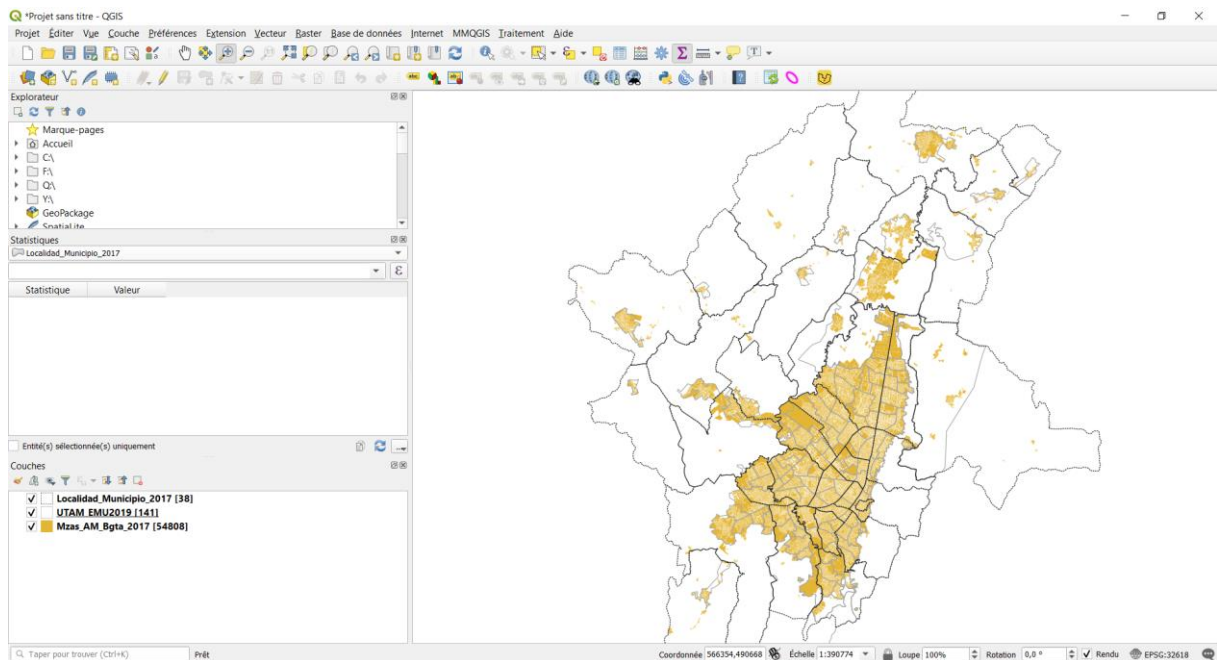 *Projet sans titre - QGIS
Projet Éditer Vue Couche Préférences Extension Vecteur Raster Base de données Internet MMQGIS Traitement Aide
Explorateur
Marque-pages
Accueil
C:\
F:\
Q:\
Y:\
GeoPackage
SpatiaLite
Statistiques
Localidad_Municipio_2017
ε
Statistique Valeur
Entité(s) sélectionnée(s) uniquement
Couches
Localidad_Municipio_2017 [38]
UTAM_EMU2019 [141]
Mzas_AM_Bgta_2017 [54808]
Taper pour trouver (Ctrl+K) Prêt Coordonnée 566354,490668 Échelle 1:390774 Loupe 100% Rotation 0,0 ° Rendu EPSG:32618